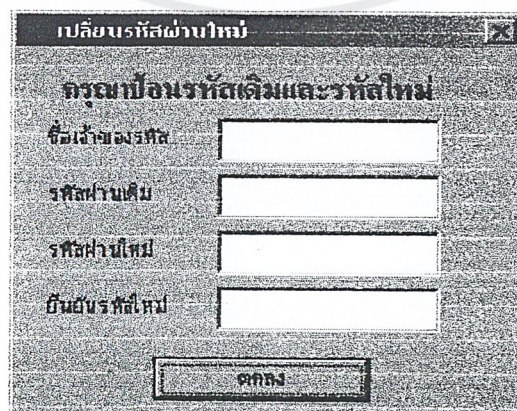 เปลี่ยนรหัสผ่านใหม่
กรุณาป้อนรหัสเดิมและรหัสใหม่
ชื่อเจ้าของรหัส
รหัสผ่านเดิม
รหัสผ่านใหม่
ยืนยันรหัสใหม่
ตกลง